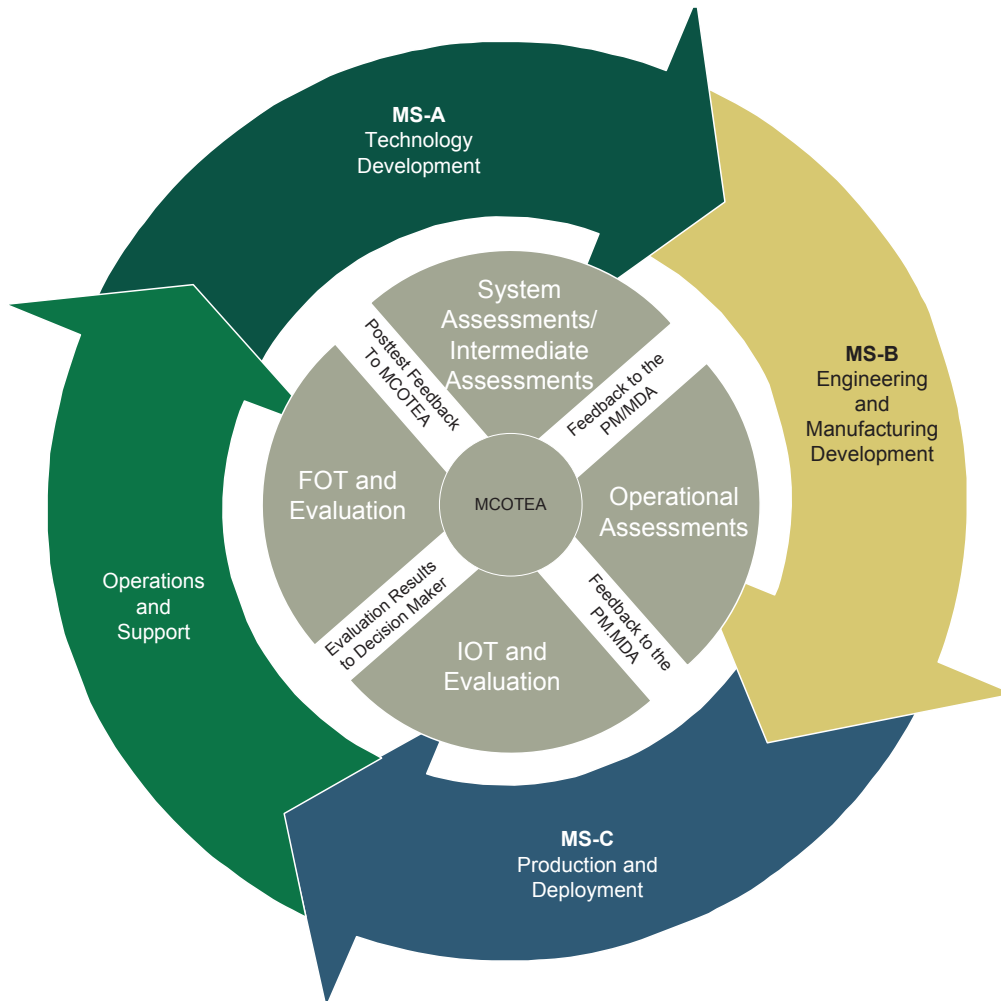 MS-A
Technology
Development
MS-B
Engineering
and
Manufacturing
Development
MS-C
Production and
Deployment
Operations
and
Support
System
Assessments/
Intermediate
Assessments
Feedback to the
PM/MDA
Operational
Assessments
Feedback to the
PM.MDA
IOT and
Evaluation
Evaluation Results
to Decision Maker
FOT and
Evaluation
Posttest Feedback
To MCOTEA
MCOTEA